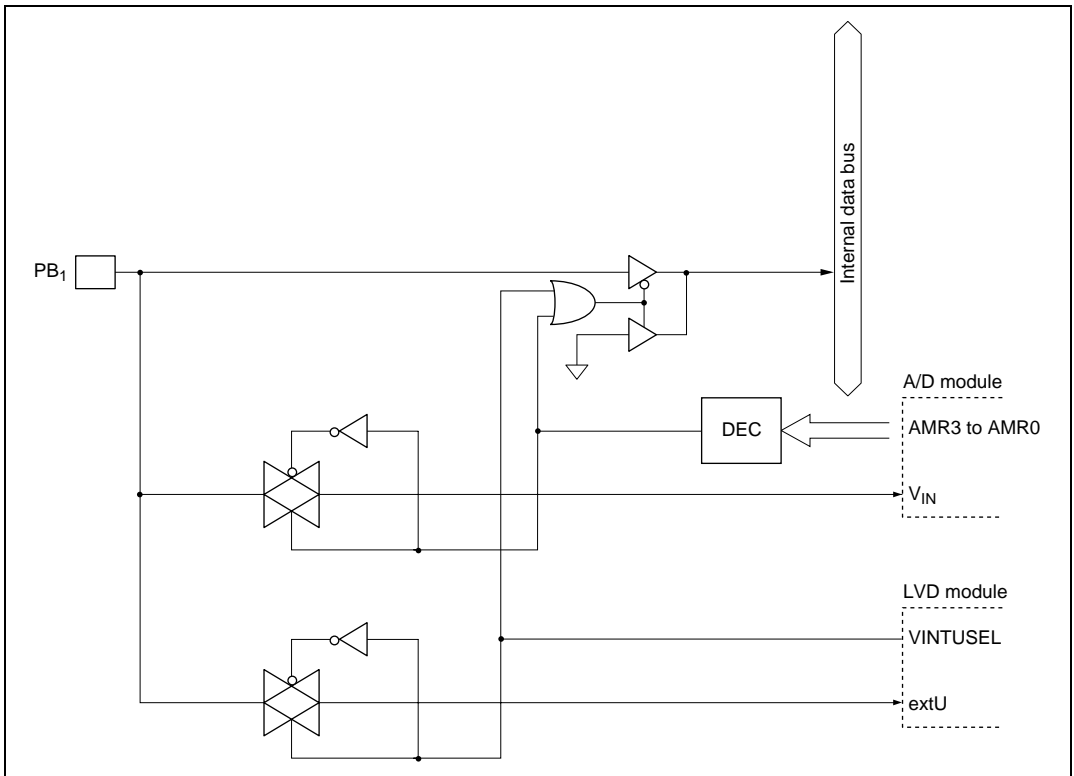 PB1
Internal data bus
A/D module
DEC
AMR3 to AMR0
VIN
LVD module
VINTUSEL
extU